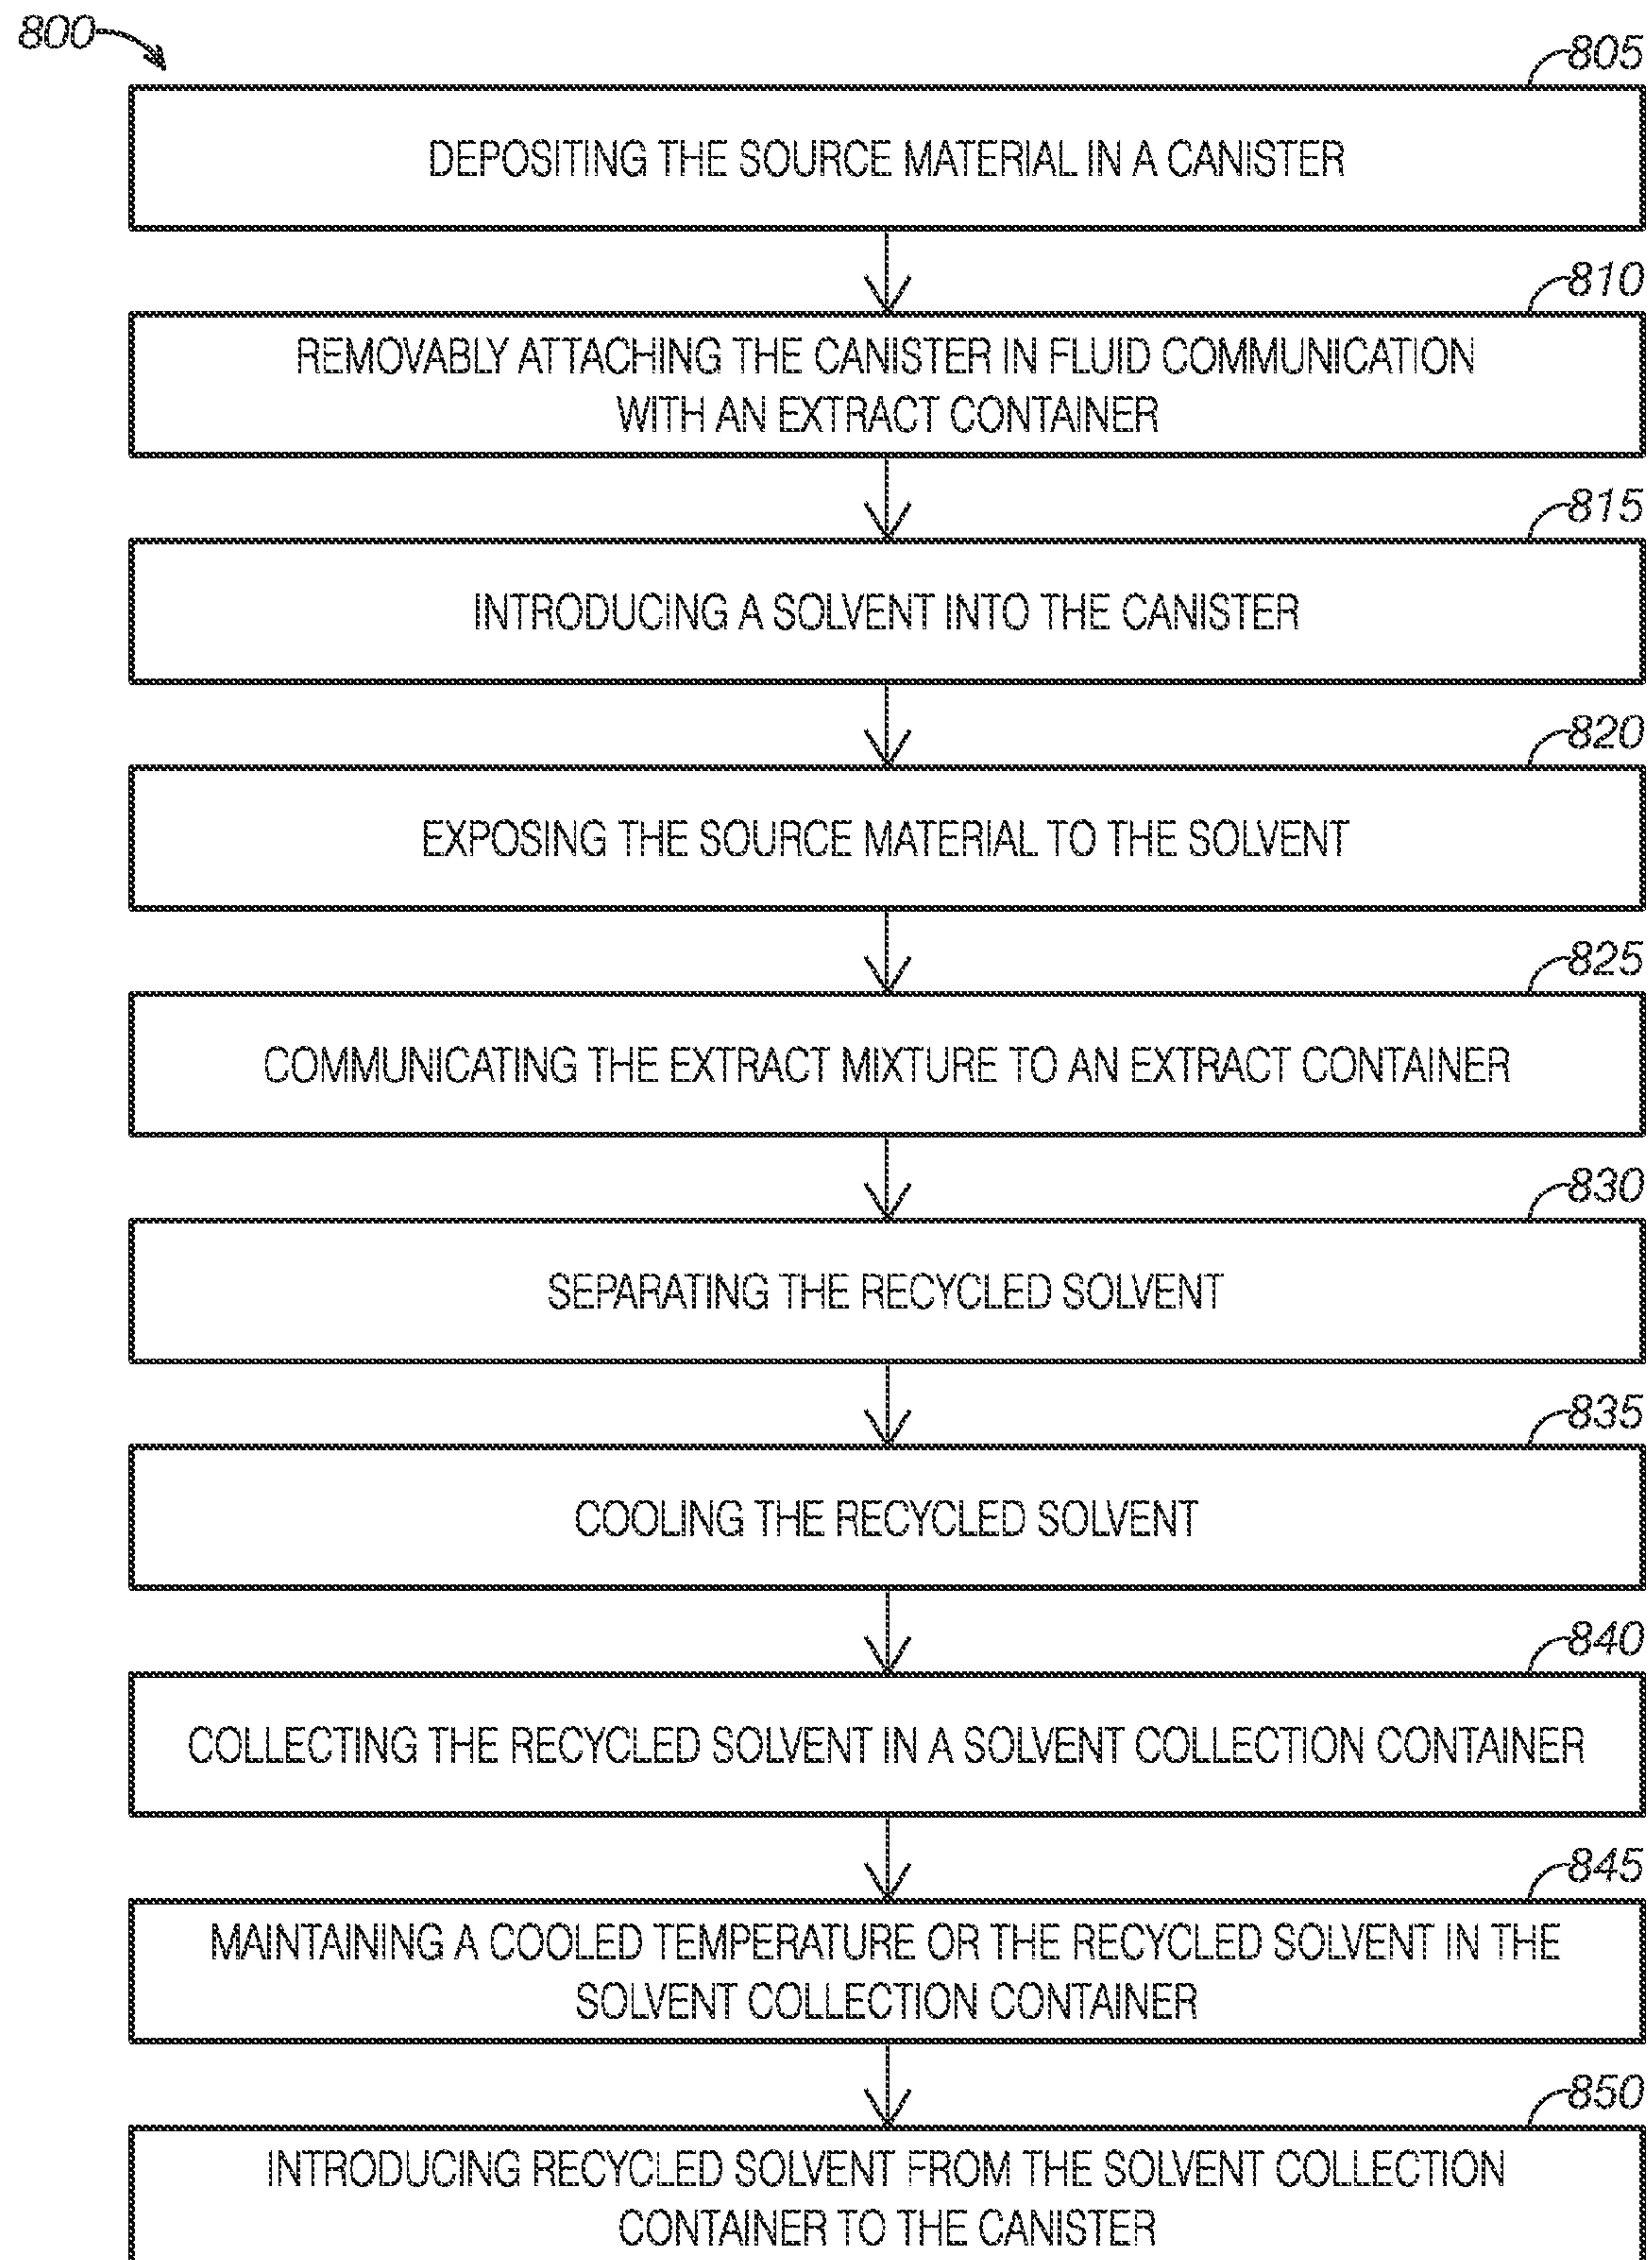 800
805
DEPOSITING THE SOURCE MATERIAL IN A CANISTER
810
REMOVABLY ATTACHING THE CANISTER IN FLUID COMMUNICATION
WITH AN EXTRACT CONTAINER
815
INTRODUCING A SOLVENT INTO THE CANISTER
820
EXPOSING THE SOURCE MATERIAL TO THE SOLVENT
825
COMMUNICATING THE EXTRACT MIXTURE TO AN EXTRACT CONTAINER
830
SEPARATING THE RECYCLED SOLVENT
835
COOLING THE RECYCLED SOLVENT
840
COLLECTING THE RECYCLED SOLVENT IN A SOLVENT COLLECTION CONTAINER
845
MAINTAINING A COOLED TEMPERATURE OR THE RECYCLED SOLVENT IN THE
SOLVENT COLLECTION CONTAINER
850
INTRODUCING RECYCLED SOLVENT FROM THE SOLVENT COLLECTION
CONTAINER TO THE CANISTER